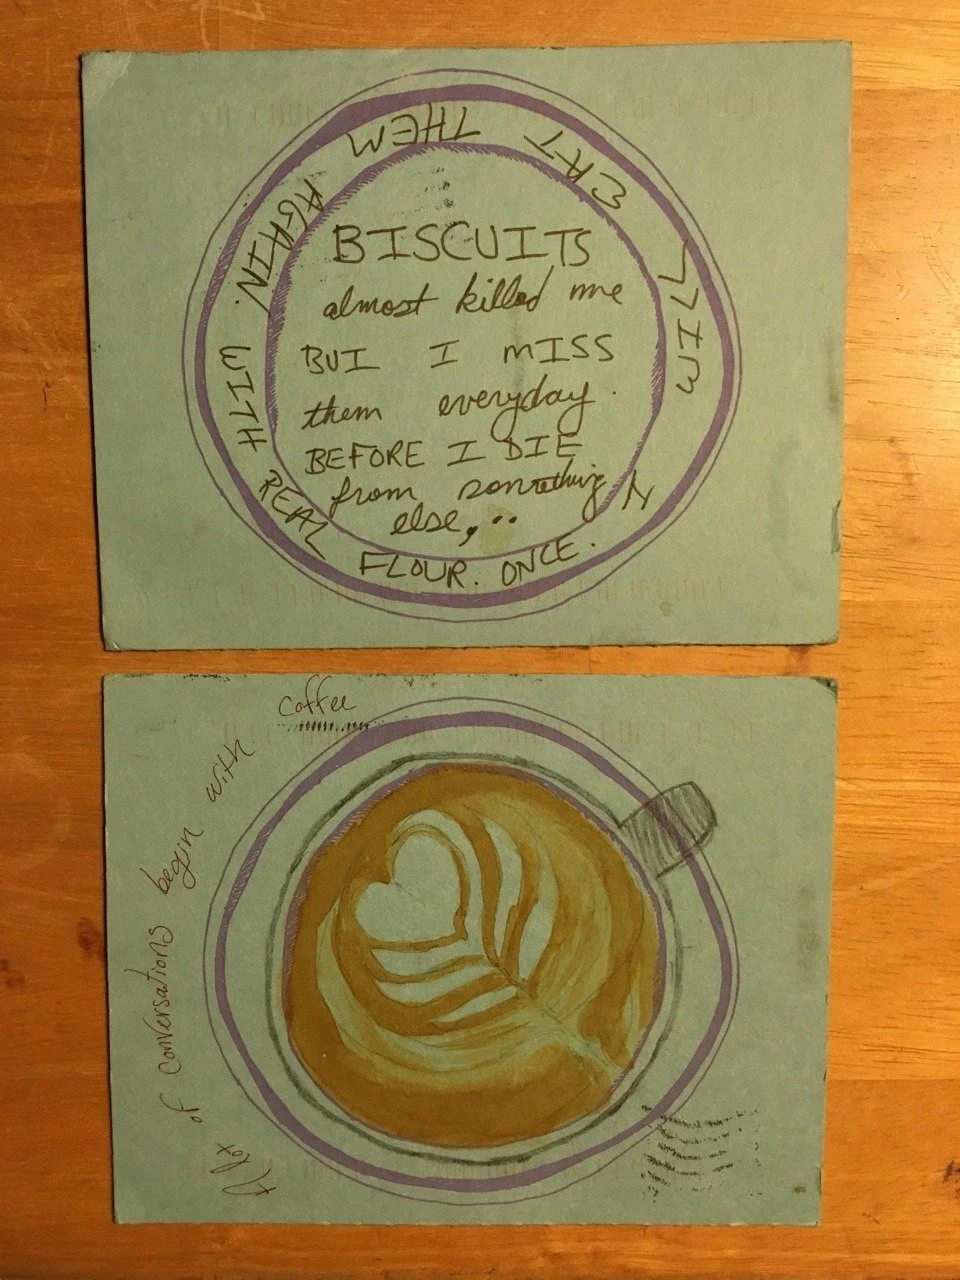 BISCUITS
almost killed me
BUT I MISS
them everyday.
BEFORE I DIE
from something
else,...
I WILL EAT THEM AGAIN. WITH REAL FLOUR. ONCE.
A lot of conversations begin with coffee